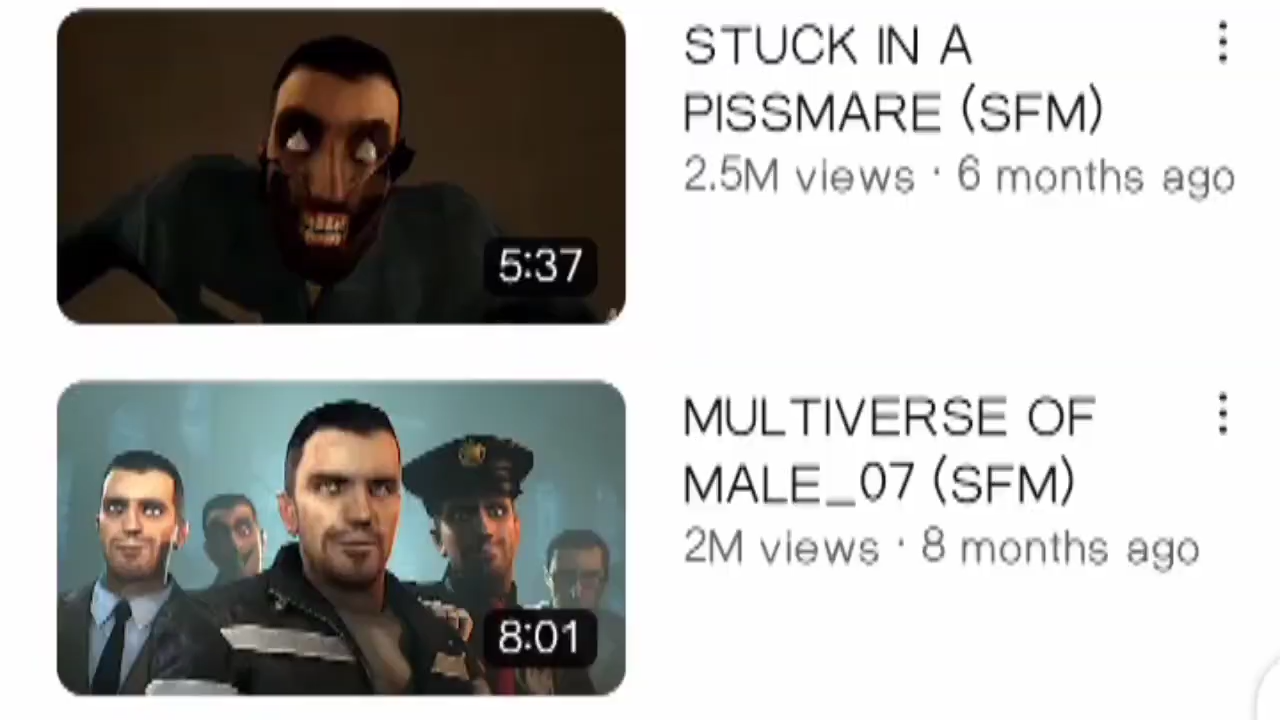 STUCK IN A
PISSMARE (SFM)
2.5M views · 6 months ago
5:37
MULTIVERSE OF
MALE_07 (SFM)
2M views · 8 months ago
8:01